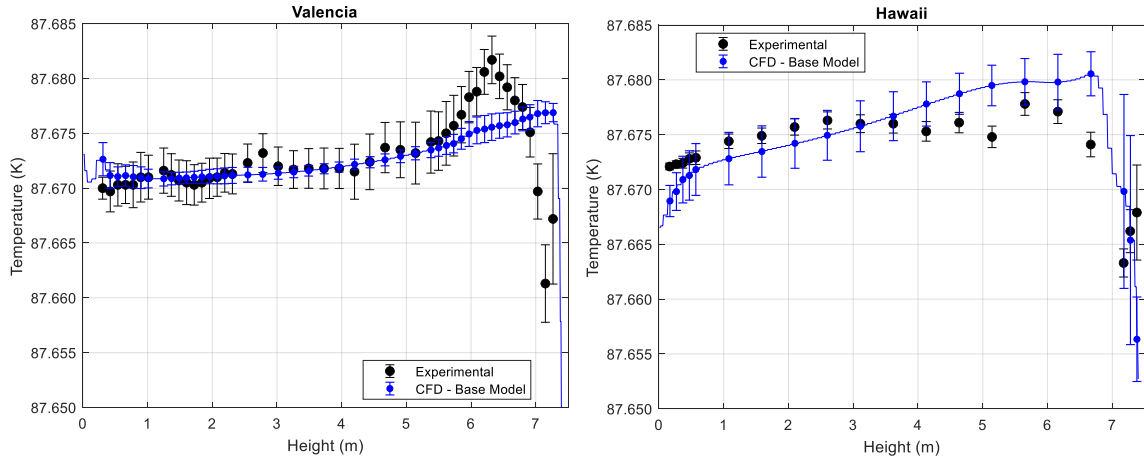 Valencia
87.685
87.680
87.675
87.670
87.665
87.660
87.655
87.650
Temperature (K)
0 1 2 3 4 5 6 7
Height (m)
Experimental
CFD - Base Model
Hawaii
87.685
87.680
87.675
87.670
87.665
87.660
87.655
87.650
Temperature (K)
0 1 2 3 4 5 6 7
Height (m)
Experimental
CFD - Base Model